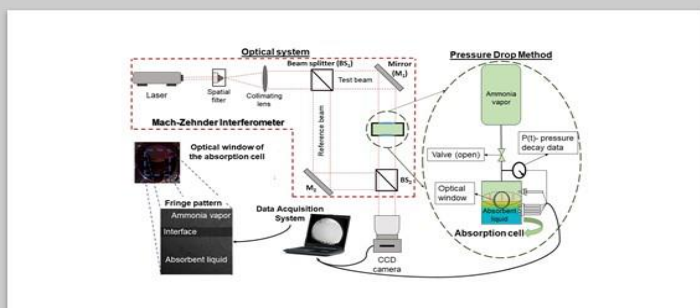 Optical system
Beam splitter (BS₁)
Mirror
(M₁)
Test beam
Laser
Spatial
filter
Collimating
lens
Mach-Zehnder Interferometer
Reference beam
Optical window of
the absorption cell
BS₂
M₂
Fringe pattern
Ammonia vapor
Interface
Absorbent liquid
Data Acquisition
System
CCD
camera
Pressure Drop Method
Ammonia
vapor
P(t)- pressure
decay data
Valve (open)
Optical
window
Absorbent
liquid
Absorption cell